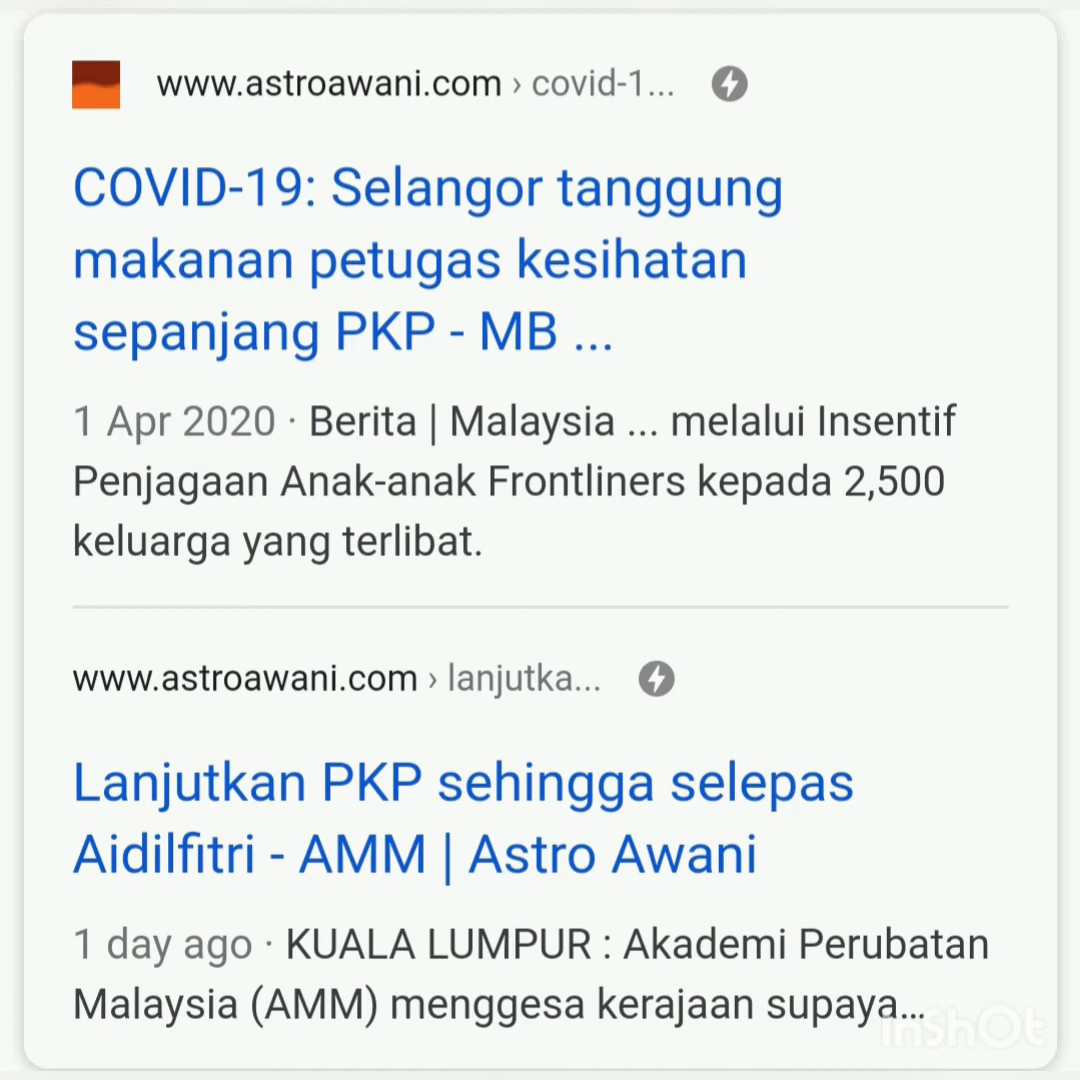 www.astroawani.com › covid-1...
COVID-19: Selangor tanggung
makanan petugas kesihatan
sepanjang PKP - MB ...
1 Apr 2020 · Berita | Malaysia ... melalui Insentif
Penjagaan Anak-anak Frontliners kepada 2,500
keluarga yang terlibat.
www.astroawani.com › lanjutka...
Lanjutkan PKP sehingga selepas
Aidilfitri - AMM | Astro Awani
1 day ago · KUALA LUMPUR : Akademi Perubatan
Malaysia (AMM) menggesa kerajaan supaya...
InShOt